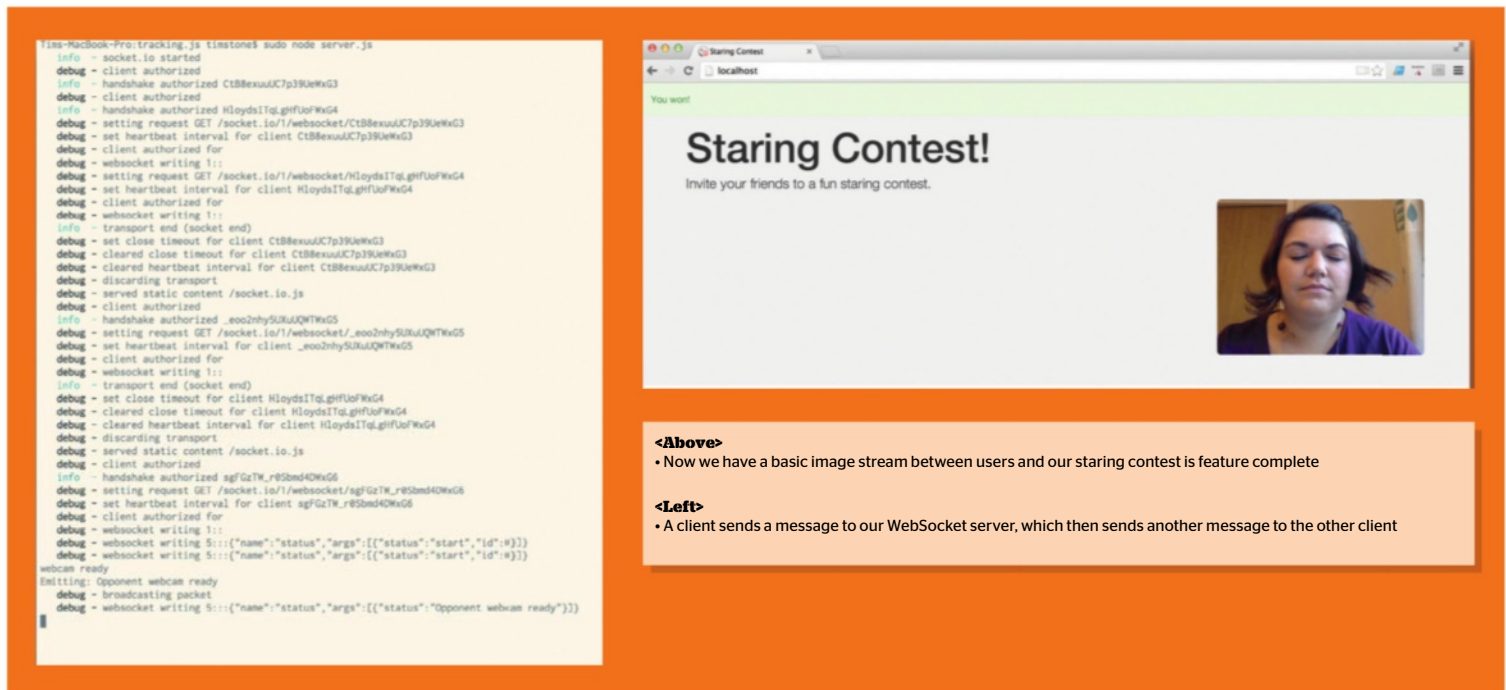 Tims-MacBook-Pro:tracking.js timstone$ sudo node server.js
info - socket.io started
debug - client authorized
info - handshake authorized CtB8exuuUC7p39UeWxG3
debug - client authorized
info - handshake authorized HloydsITqLgHfUoFWxG4
debug - setting request GET /socket.io/1/websocket/CtB8exuuUC7p39UeWxG3
debug - set heartbeat interval for client CtB8exuuUC7p39UeWxG3
debug - client authorized for
debug - websocket writing 1::
debug - setting request GET /socket.io/1/websocket/HloydsITqLgHfUoFWxG4
debug - set heartbeat interval for client HloydsITqLgHfUoFWxG4
debug - client authorized for
debug - websocket writing 1::
info - transport end (socket end)
debug - set close timeout for client CtB8exuuUC7p39UeWxG3
debug - cleared close timeout for client CtB8exuuUC7p39UeWxG3
debug - cleared heartbeat interval for client CtB8exuuUC7p39UeWxG3
debug - discarding transport
debug - served static content /socket.io.js
debug - client authorized
info - handshake authorized _eoo2nhy5UXuUQWTWxG5
debug - setting request GET /socket.io/1/websocket/_eoo2nhy5UXuUQWTWxG5
debug - set heartbeat interval for client _eoo2nhy5UXuUQWTWxG5
debug - client authorized for
debug - websocket writing 1::
info - transport end (socket end)
debug - set close timeout for client HloydsITqLgHfUoFWxG4
debug - cleared close timeout for client HloydsITqLgHfUoFWxG4
debug - cleared heartbeat interval for client HloydsITqLgHfUoFWxG4
debug - discarding transport
debug - served static content /socket.io.js
debug - client authorized
info - handshake authorized sgFGzTW_r0Sbmd4OWxG6
debug - setting request GET /socket.io/1/websocket/sgFGzTW_r0Sbmd4OWxG6
debug - set heartbeat interval for client sgFGzTW_r0Sbmd4OWxG6
debug - client authorized for
debug - websocket writing 1::
debug - websocket writing 5:::{"name":"status","args":[{"status":"start","id":#}]}
debug - websocket writing 5:::{"name":"status","args":[{"status":"start","id":#}]}
webcam ready
Emitting: Opponent webcam ready
debug - broadcasting packet
debug - websocket writing 5:::{"name":"status","args":[{"status":"Opponent webcam ready"}]}
Staring Contest
localhost
You won!
Staring Contest!
Invite your friends to a fun staring contest.
<Above>
• Now we have a basic image stream between users and our staring contest is feature complete
<Left>
• A client sends a message to our WebSocket server, which then sends another message to the other client